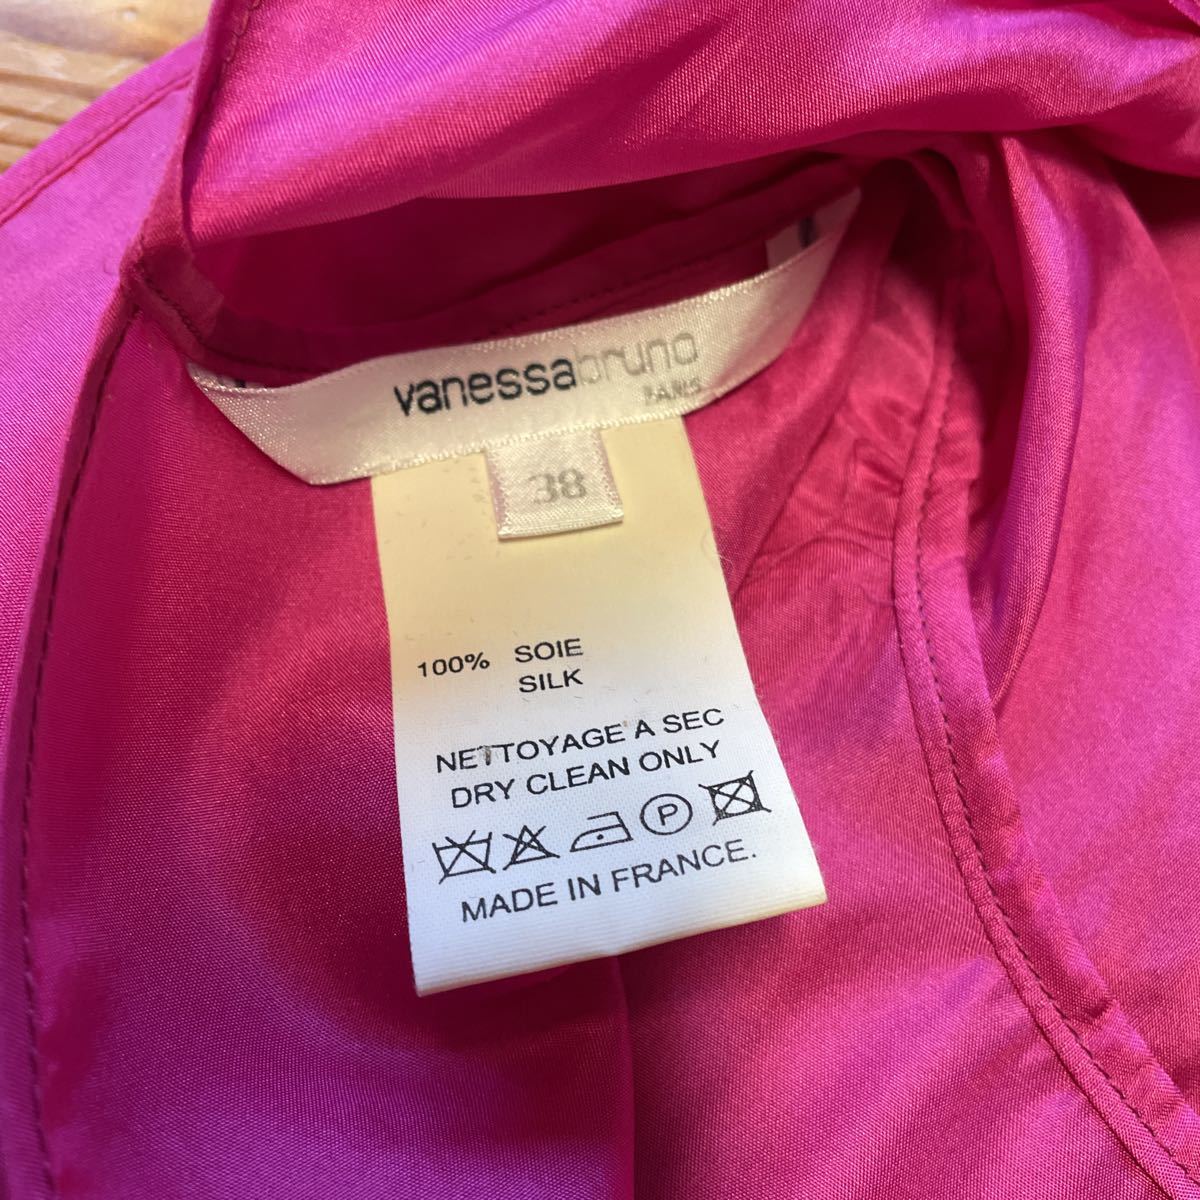 vanessabruno
PARIS
38
100% SOIE
SILK
NETTOYAGE A SEC
DRY CLEAN ONLY
P
MADE IN FRANCE.